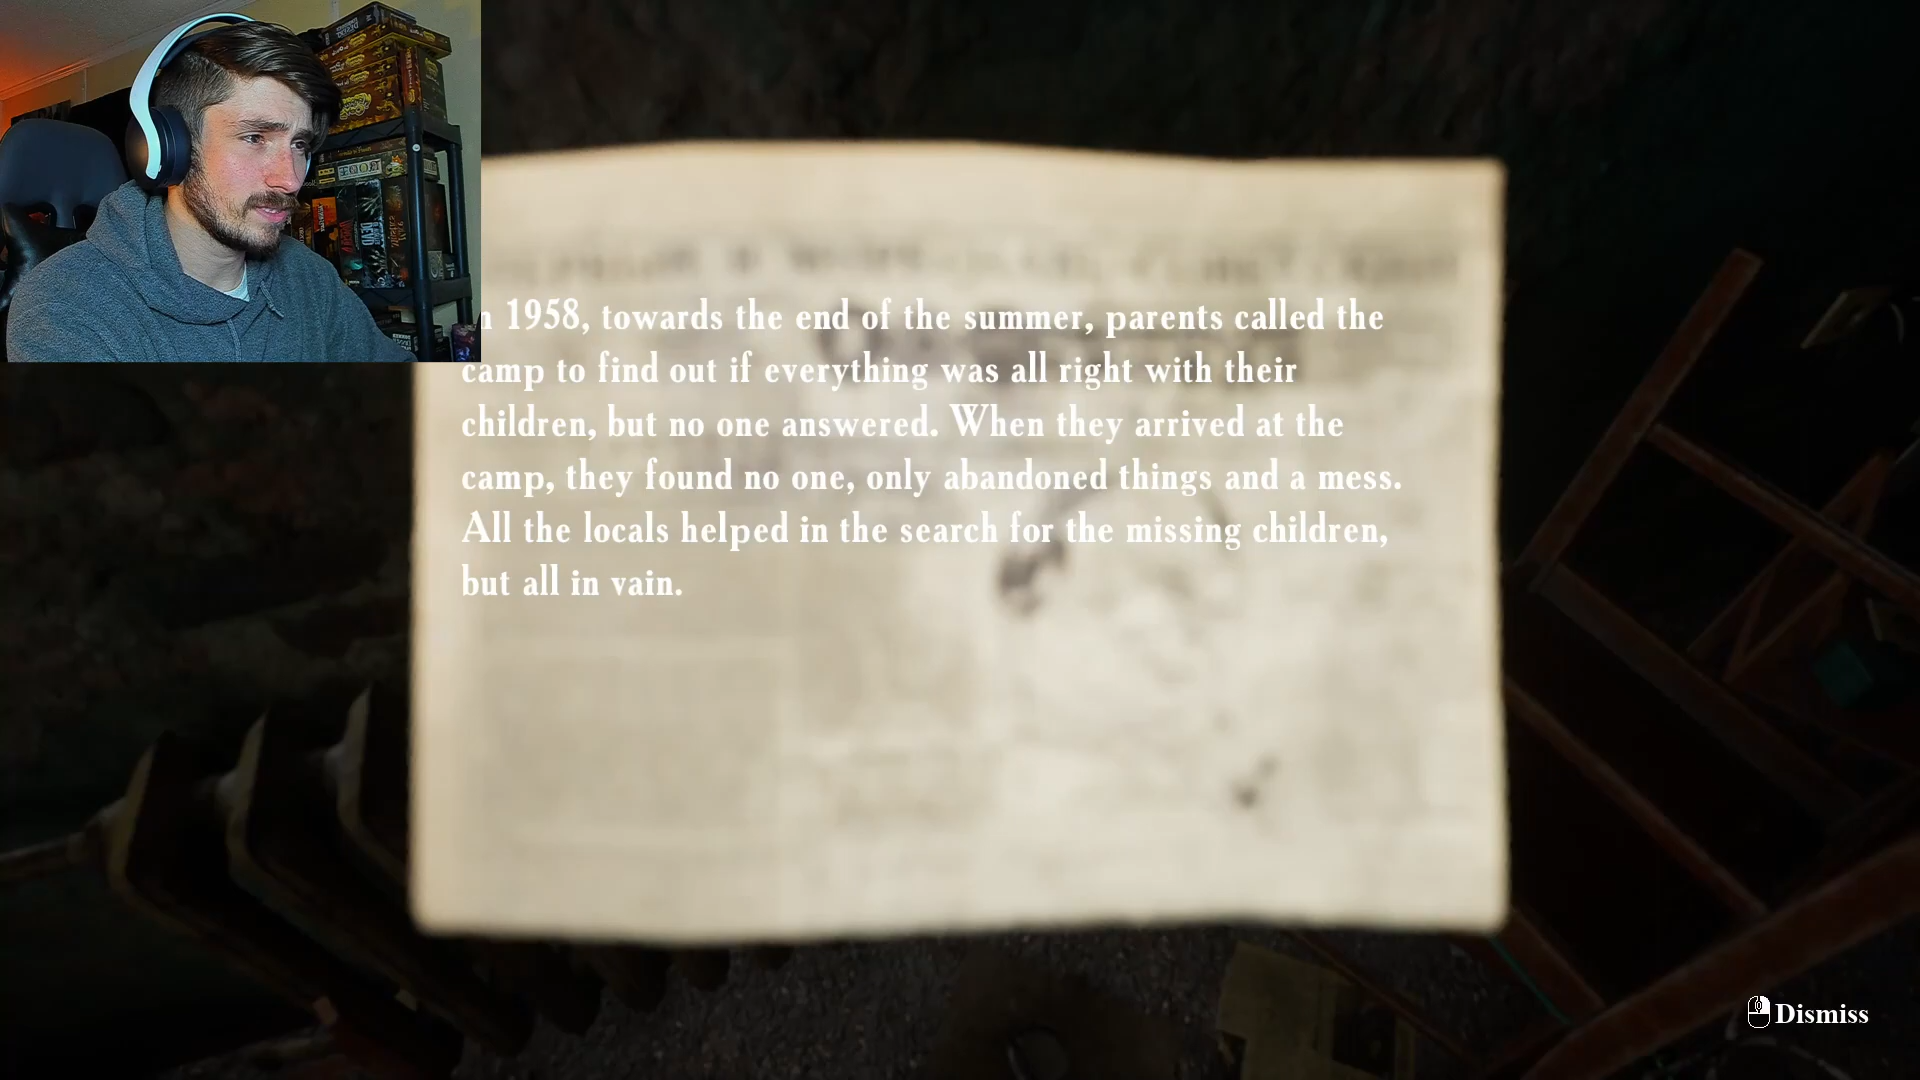 n 1958, towards the end of the summer, parents called the
camp to find out if everything was all right with their
children, but no one answered. When they arrived at the
camp, they found no one, only abandoned things and a mess.
All the locals helped in the search for the missing children,
but all in vain.
Dismiss